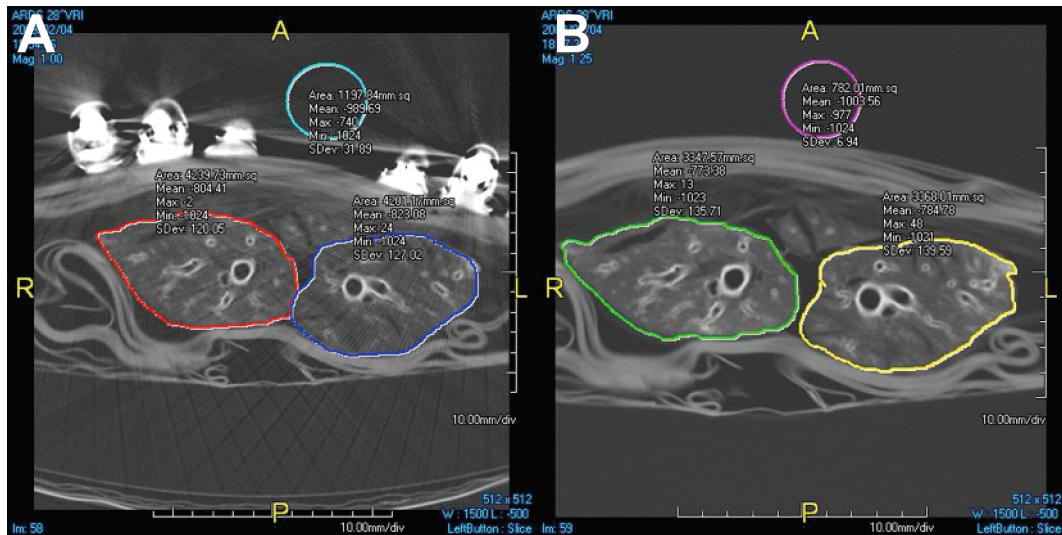 A
ARDS 28^VRI
Mag: 1.00
A
Area: 1197.84mm.sq
Mean: -989.69
Max: -740
Min: -1024
SDev: 31.89
Area: 4239.73mm.sq
Mean: -804.41
Max: -2
Min: -1024
SDev: 120.05
Area: 4201.17mm.sq
Mean: -823.08
Max: 24
Min: -1024
SDev: 127.02
R
L
10.00mm/div
P
512 x 512
W : 1500 L : -500
Im: 58
10.00mm/div
LeftButton : Slice
B
ARDS 28^VRI
Mag: 1.25
A
Area: 782.01mm.sq
Mean: -1003.56
Max: -977
Min: -1024
SDev: 6.94
Area: 3347.57mm.sq
Mean: -773.38
Max: 13
Min: -1023
SDev: 135.71
Area: 3368.01mm.sq
Mean: -784.78
Max: 48
Min: -1021
SDev: 139.59
R
L
10.00mm/div
P
512 x 512
W : 1500 L : -500
Im: 59
10.00mm/div
LeftButton : Slice